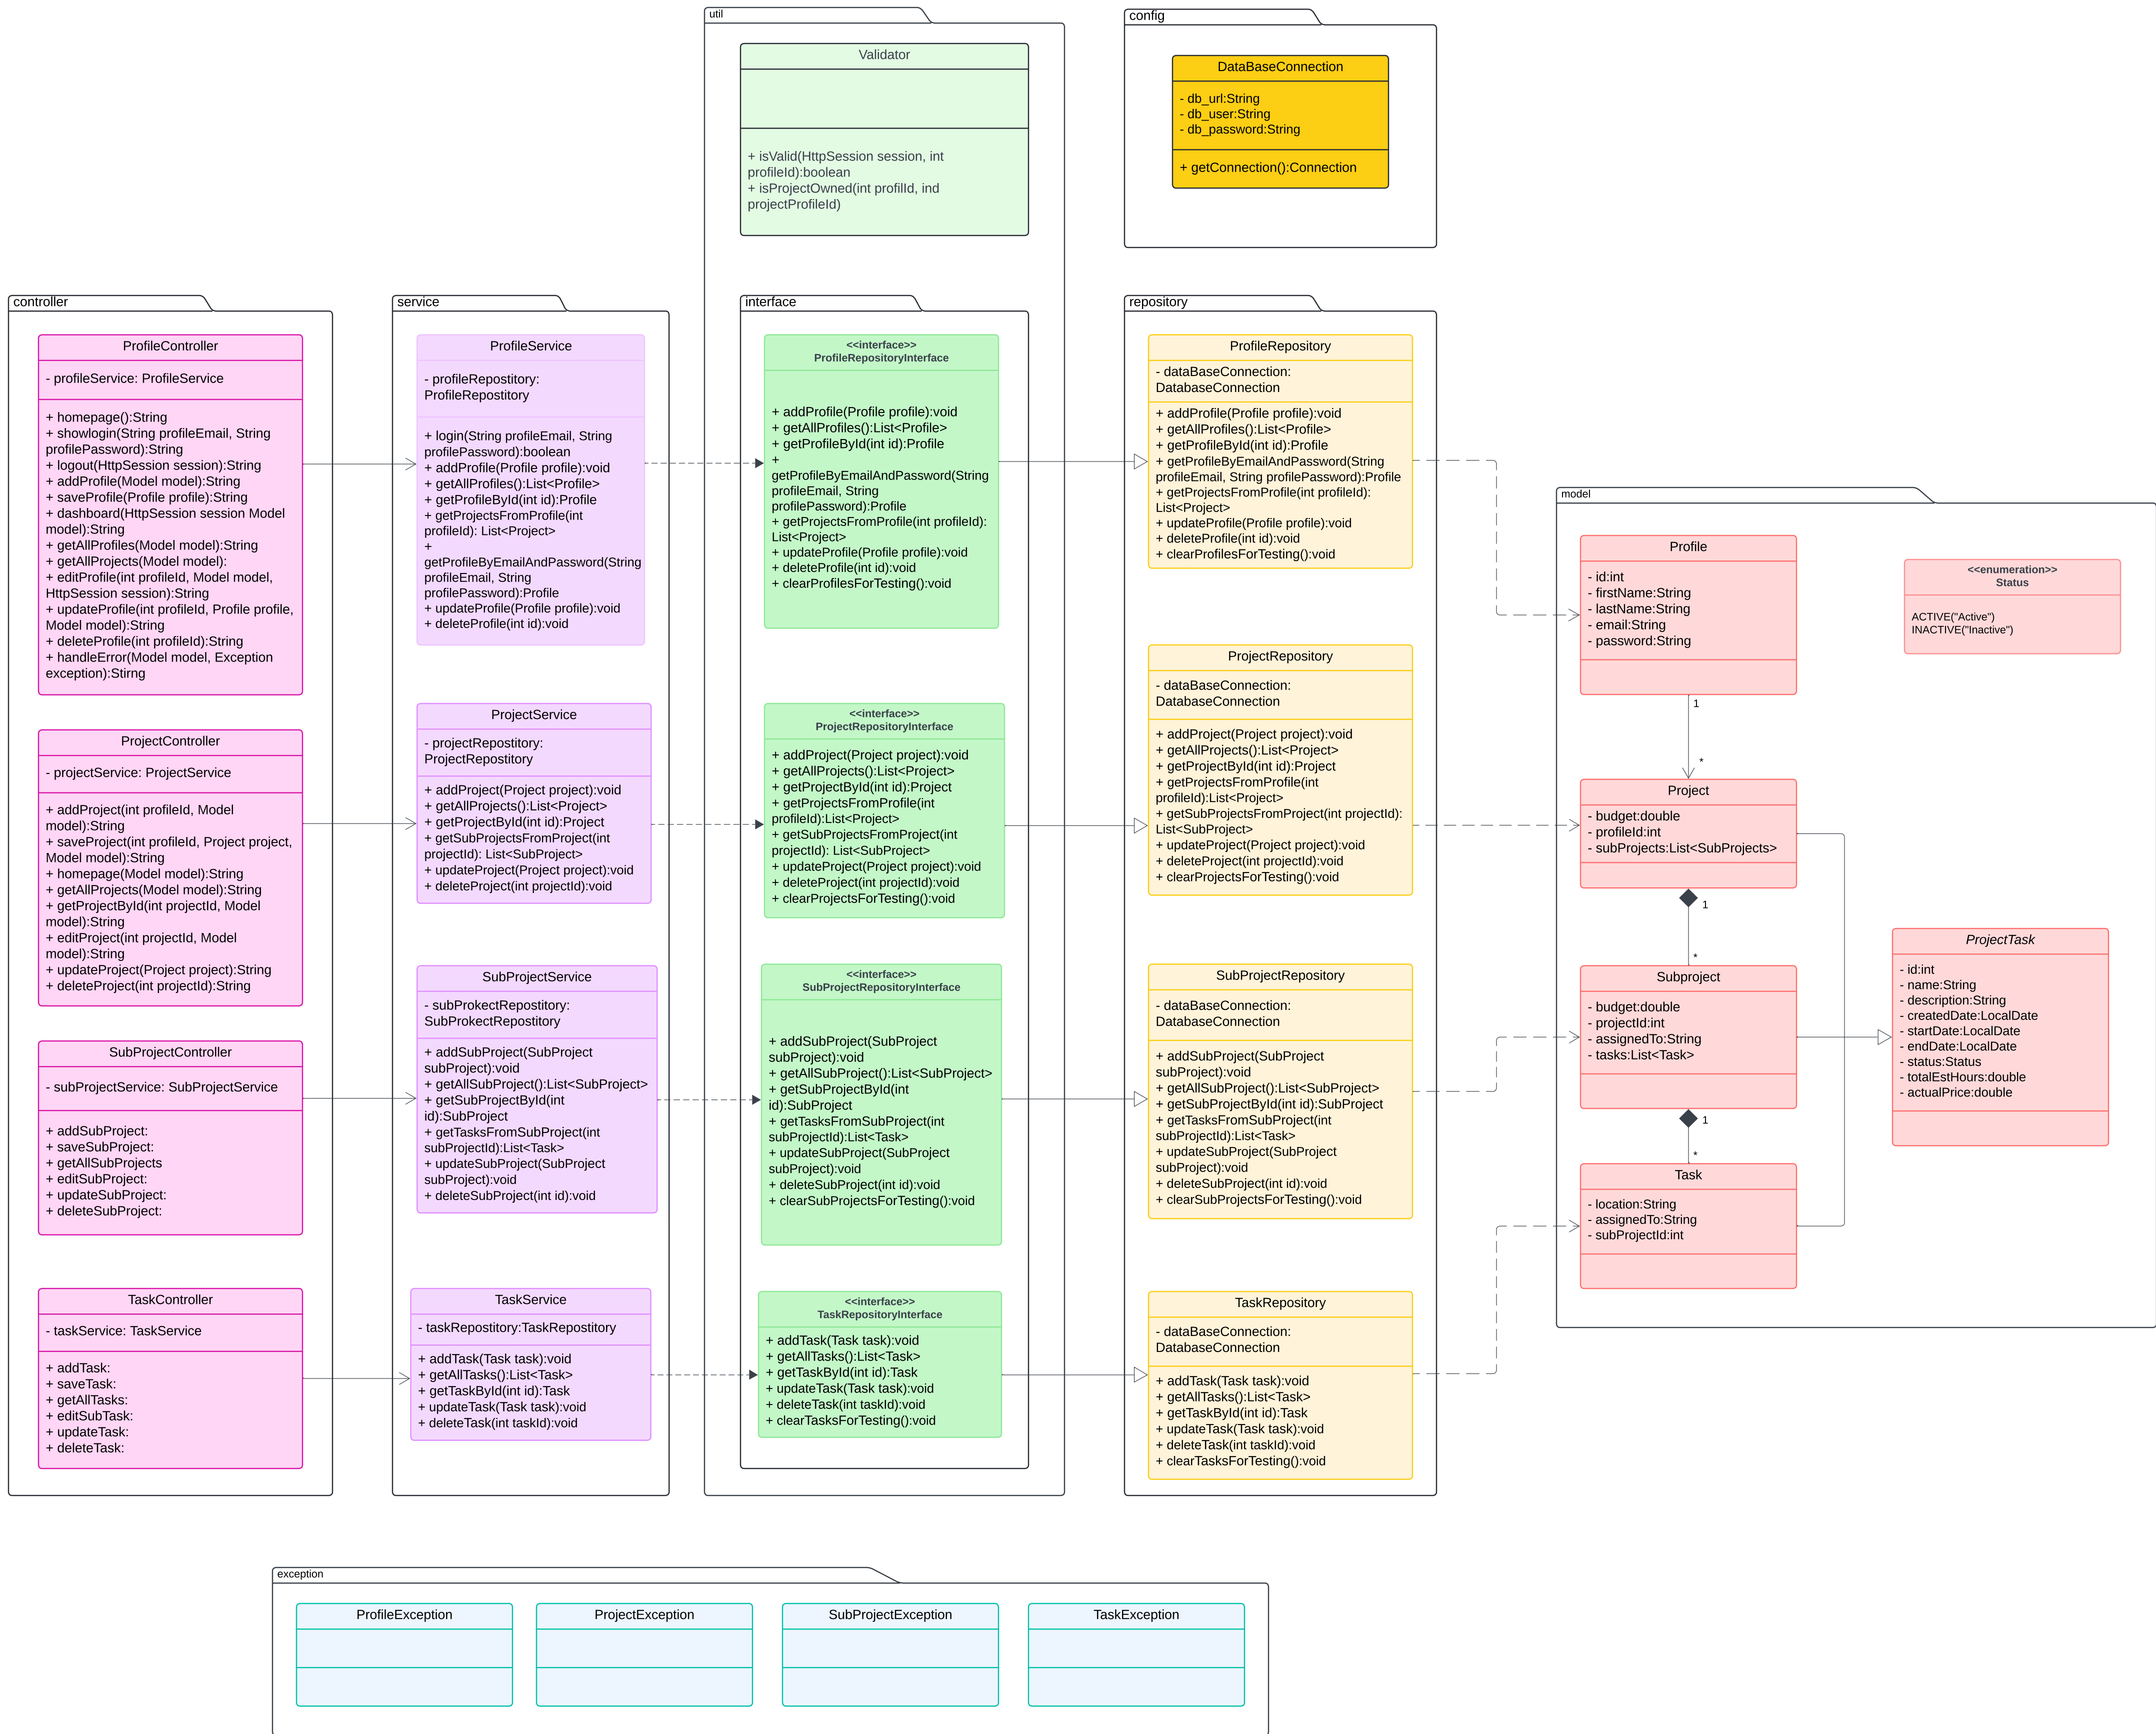 util
Validator
+ isValid(HttpSession session, int
profileId):boolean
+ isProjectOwned(int profilId, ind
projectProfileId)
config
DataBaseConnection
- db_url:String
- db_user:String
- db_password:String
+ getConnection():Connection
controller
ProfileController
- profileService: ProfileService
+ homepage():String
+ showlogin(String profileEmail, String
profilePassword):String
+ logout(HttpSession session):String
+ addProfile(Model model):String
+ saveProfile(Profile profile):String
+ dashboard(HttpSession session Model
model):String
+ getAllProfiles(Model model):String
+ getAllProjects(Model model):
+ editProfile(int profileId, Model model,
HttpSession session):String
+ updateProfile(int profileId, Profile profile,
Model model):String
+ deleteProfile(int profileId):String
+ handleError(Model model, Exception
exception):Stirng
ProjectController
- projectService: ProjectService
+ addProject(int profileId, Model
model):String
+ saveProject(int profileId, Project project,
Model model):String
+ homepage(Model model):String
+ getAllProjects(Model model):String
+ getProjectById(int projectId, Model
model):String
+ editProject(int projectId, Model
model):String
+ updateProject(Project project):String
+ deleteProject(int projectId):String
SubProjectController
- subProjectService: SubProjectService
+ addSubProject:
+ saveSubProject:
+ getAllSubProjects
+ editSubProject:
+ updateSubProject:
+ deleteSubProject:
TaskController
- taskService: TaskService
+ addTask:
+ saveTask:
+ getAllTasks:
+ editSubTask:
+ updateTask:
+ deleteTask:
service
ProfileService
- profileRepostitory:
ProfileRepostitory
+ login(String profileEmail, String
profilePassword):boolean
+ addProfile(Profile profile):void
+ getAllProfiles():List<Profile>
+ getProfileById(int id):Profile
+ getProjectsFromProfile(int
profileId): List<Project>
+
getProfileByEmailAndPassword(String
profileEmail, String
profilePassword):Profile
+ updateProfile(Profile profile):void
+ deleteProfile(int id):void
ProjectService
- projectRepostitory:
ProjectRepostitory
+ addProject(Project project):void
+ getAllProjects():List<Project>
+ getProjectById(int id):Project
+ getSubProjectsFromProject(int
projectId): List<SubProject>
+ updateProject(Project project):void
+ deleteProject(int projectId):void
SubProjectService
- subProkectRepostitory:
SubProkectRepostitory
+ addSubProject(SubProject
subProject):void
+ getAllSubProject():List<SubProject>
+ getSubProjectById(int
id):SubProject
+ getTasksFromSubProject(int
subProjectId):List<Task>
+ updateSubProject(SubProject
subProject):void
+ deleteSubProject(int id):void
TaskService
- taskRepostitory:TaskRepostitory
+ addTask(Task task):void
+ getAllTasks():List<Task>
+ getTaskById(int id):Task
+ updateTask(Task task):void
+ deleteTask(int taskId):void
interface
<<interface>>
ProfileRepositoryInterface
+ addProfile(Profile profile):void
+ getAllProfiles():List<Profile>
+ getProfileById(int id):Profile
+
getProfileByEmailAndPassword(String
profileEmail, String
profilePassword):Profile
+ getProjectsFromProfile(int profileId):
List<Project>
+ updateProfile(Profile profile):void
+ deleteProfile(int id):void
+ clearProfilesForTesting():void
<<interface>>
ProjectRepositoryInterface
+ addProject(Project project):void
+ getAllProjects():List<Project>
+ getProjectById(int id):Project
+ getProjectsFromProfile(int
profileId):List<Project>
+ getSubProjectsFromProject(int
projectId): List<SubProject>
+ updateProject(Project project):void
+ deleteProject(int projectId):void
+ clearProjectsForTesting():void
<<interface>>
SubProjectRepositoryInterface
+ addSubProject(SubProject
subProject):void
+ getAllSubProject():List<SubProject>
+ getSubProjectById(int
id):SubProject
+ getTasksFromSubProject(int
subProjectId):List<Task>
+ updateSubProject(SubProject
subProject):void
+ deleteSubProject(int id):void
+ clearSubProjectsForTesting():void
<<interface>>
TaskRepositoryInterface
+ addTask(Task task):void
+ getAllTasks():List<Task>
+ getTaskById(int id):Task
+ updateTask(Task task):void
+ deleteTask(int taskId):void
+ clearTasksForTesting():void
repository
ProfileRepository
- dataBaseConnection:
DatabaseConnection
+ addProfile(Profile profile):void
+ getAllProfiles():List<Profile>
+ getProfileById(int id):Profile
+ getProfileByEmailAndPassword(String
profileEmail, String profilePassword):Profile
+ getProjectsFromProfile(int profileId):
List<Project>
+ updateProfile(Profile profile):void
+ deleteProfile(int id):void
+ clearProfilesForTesting():void
ProjectRepository
- dataBaseConnection:
DatabaseConnection
+ addProject(Project project):void
+ getAllProjects():List<Project>
+ getProjectById(int id):Project
+ getProjectsFromProfile(int
profileId):List<Project>
+ getSubProjectsFromProject(int projectId):
List<SubProject>
+ updateProject(Project project):void
+ deleteProject(int projectId):void
+ clearProjectsForTesting():void
SubProjectRepository
- dataBaseConnection:
DatabaseConnection
+ addSubProject(SubProject
subProject):void
+ getAllSubProject():List<SubProject>
+ getSubProjectById(int id):SubProject
+ getTasksFromSubProject(int
subProjectId):List<Task>
+ updateSubProject(SubProject
subProject):void
+ deleteSubProject(int id):void
+ clearSubProjectsForTesting():void
TaskRepository
- dataBaseConnection:
DatabaseConnection
+ addTask(Task task):void
+ getAllTasks():List<Task>
+ getTaskById(int id):Task
+ updateTask(Task task):void
+ deleteTask(int taskId):void
+ clearTasksForTesting():void
model
Profile
- id:int
- firstName:String
- lastName:String
- email:String
- password:String
<<enumeration>>
Status
ACTIVE("Active")
INACTIVE("Inactive")
1
*
Project
- budget:double
- profileId:int
- subProjects:List<SubProjects>
1
*
Subproject
- budget:double
- projectId:int
- assignedTo:String
- tasks:List<Task>
1
*
Task
- location:String
- assignedTo:String
- subProjectId:int
ProjectTask
- id:int
- name:String
- description:String
- createdDate:LocalDate
- startDate:LocalDate
- endDate:LocalDate
- status:Status
- totalEstHours:double
- actualPrice:double
exception
ProfileException
ProjectException
SubProjectException
TaskException